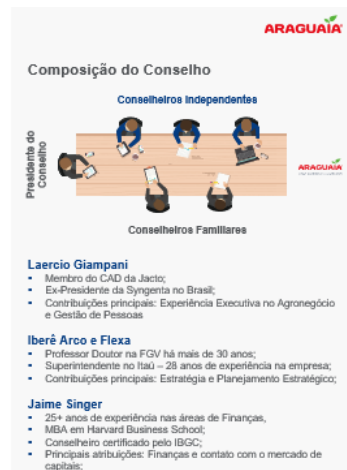 ARAGUAIA
Composição do Conselho
Conselheiros Independentes
Presidente do
Conselho
ARAGUAIA
Conselheiros Familiares
Laercio Giampani
• Membro do CAD da Jacto;
• Ex-Presidente da Syngenta no Brasil;
• Contribuições principais: Experiência Executiva no Agronegócio
e Gestão de Pessoas
Iberê Arco e Flexa
• Professor Doutor na FGV há mais de 30 anos;
• Superintendente no Itaú – 28 anos de experiência na empresa;
• Contribuições principais: Estratégia e Planejamento Estratégico;
Jaime Singer
• 25+ anos de experiência nas áreas de Finanças,
• MBA em Harvard Business School;
• Conselheiro certificado pelo IBGC;
• Principais atribuições: Finanças e contato com o mercado de
capitais;